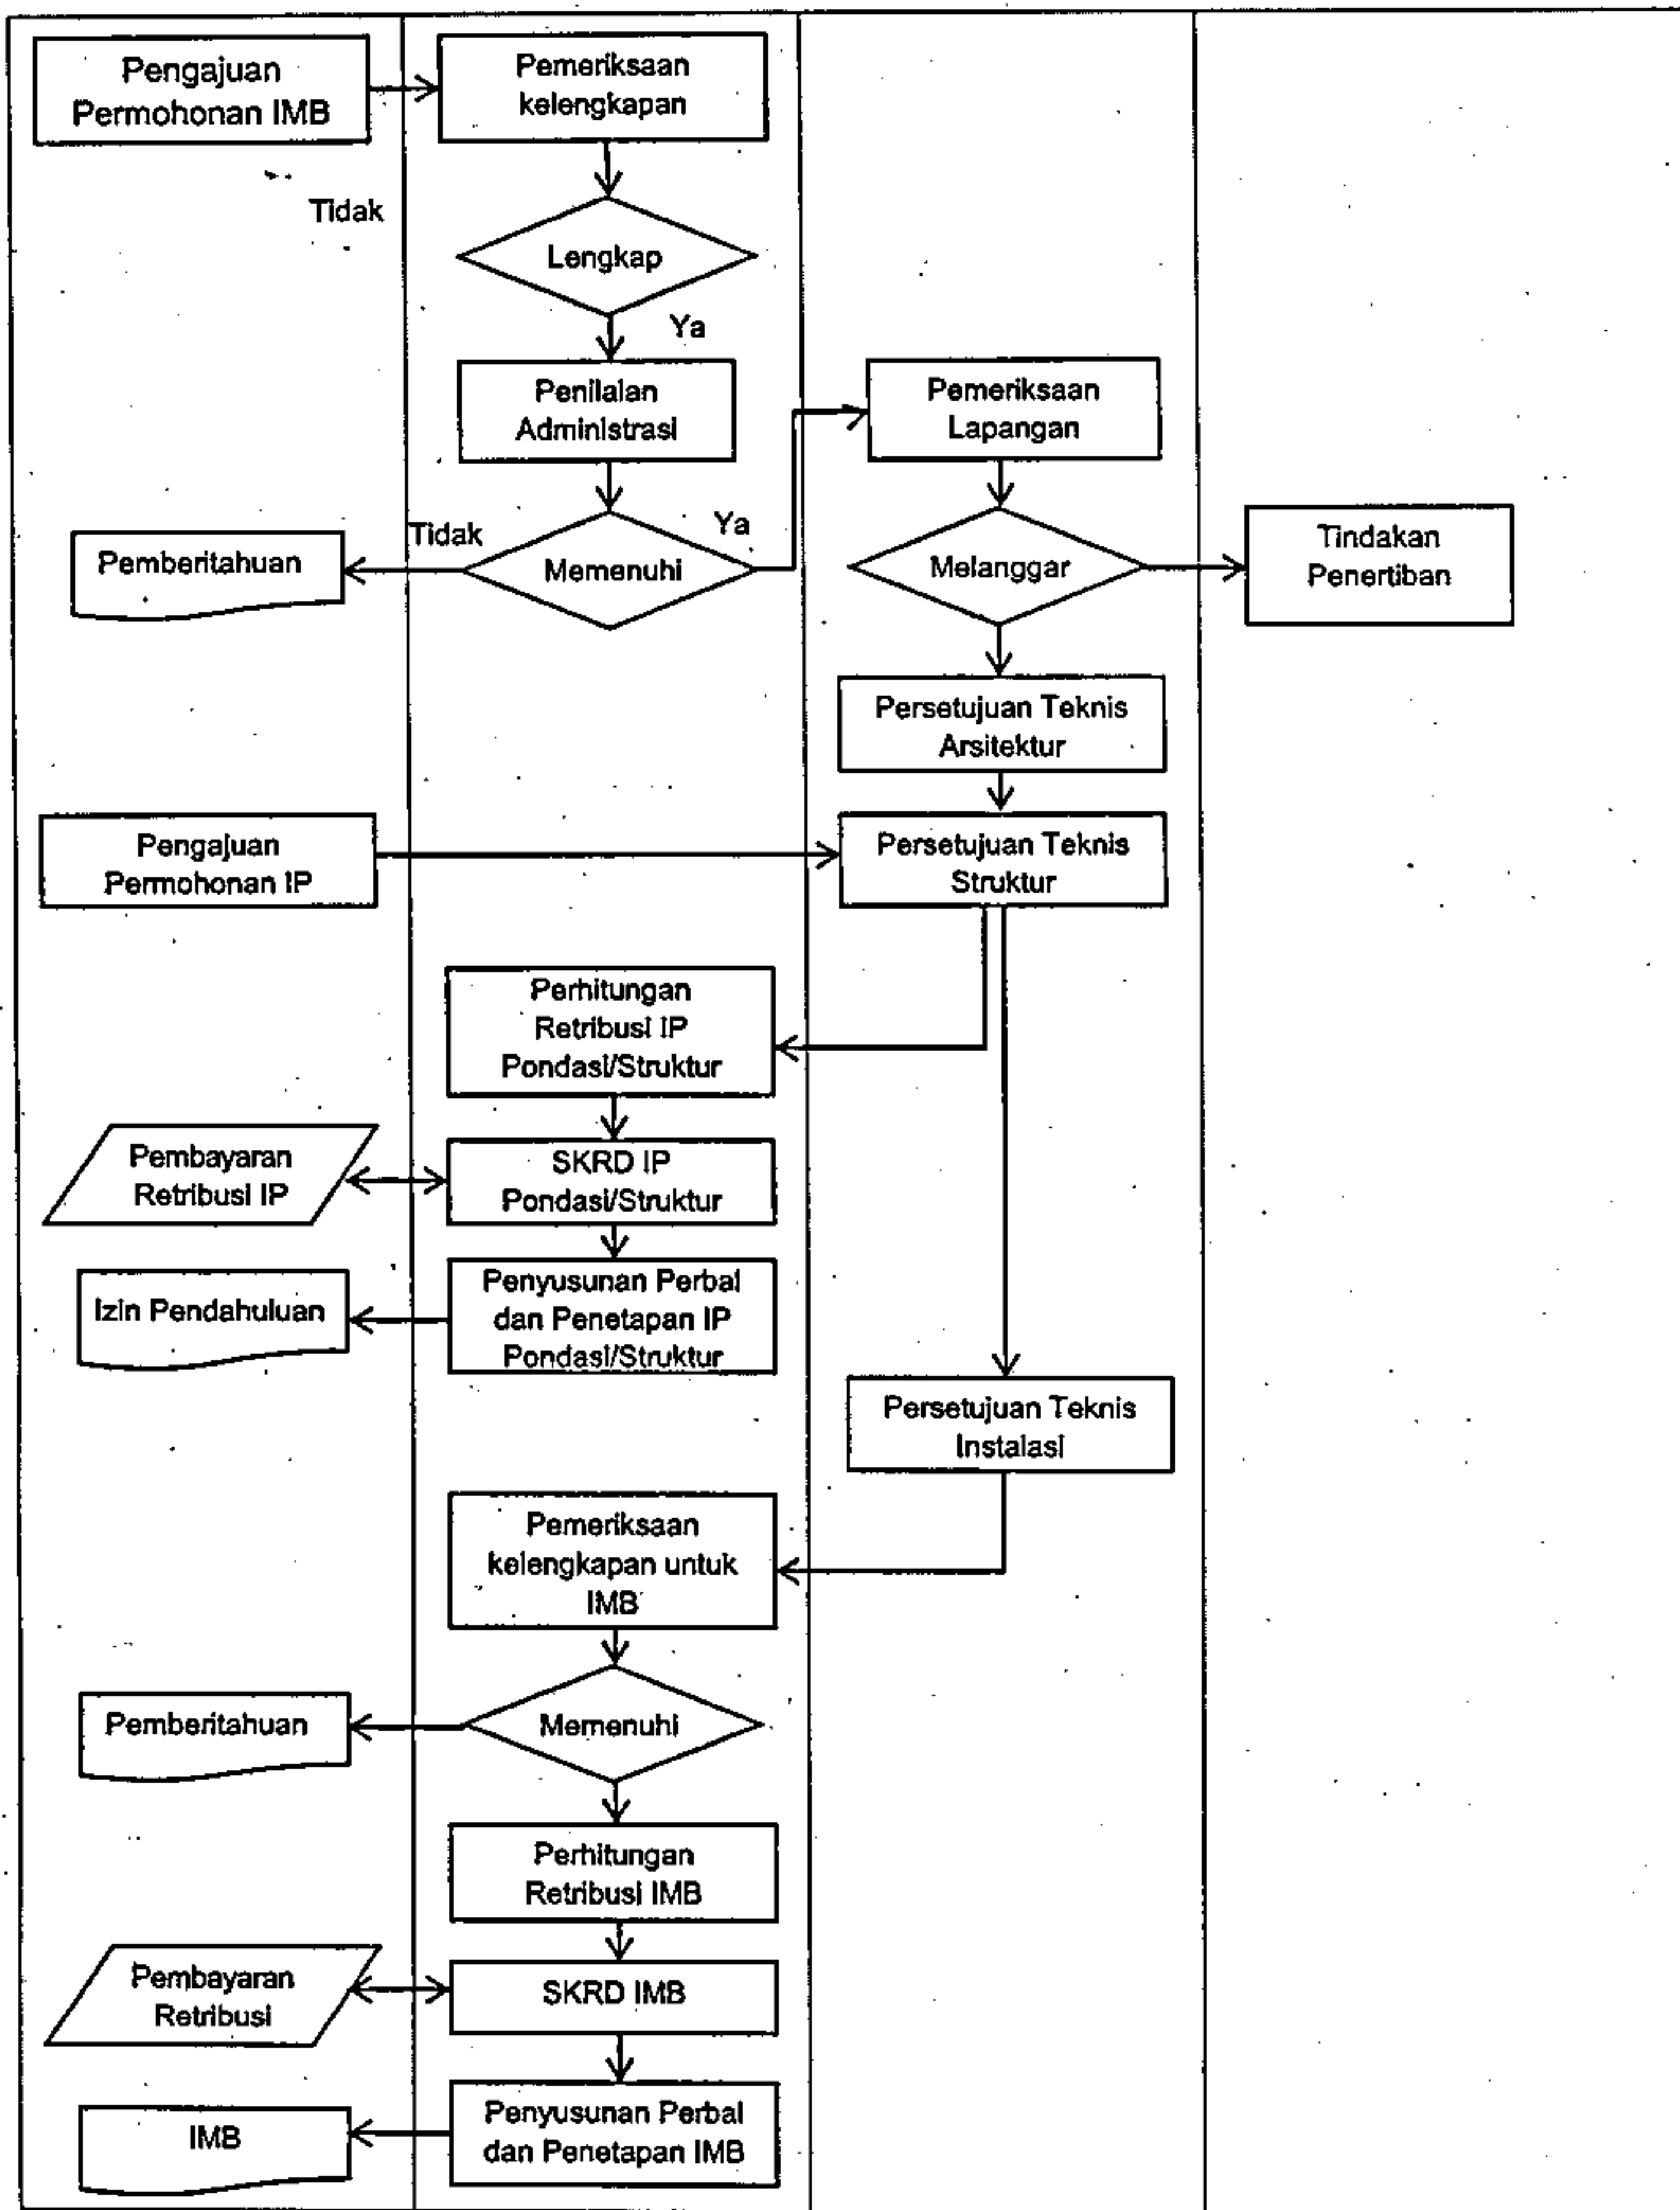 Pengajuan
Permohonan IMB
Pemeriksaan
kelengkapan
Tidak
Lengkap
Ya
Penilaian
Administrasi
Pemeriksaan
Lapangan
Tidak
Ya
Pemberitahuan
Memenuhi
Melanggar
Tindakan
Penertiban
Persetujuan Teknis
Arsitektur
Pengajuan
Permohonan IP
Persetujuan Teknis
Struktur
Perhitungan
Retribusi IP
Pondasi/Struktur
Pembayaran
Retribusi IP
SKRD IP
Pondasi/Struktur
Izin Pendahuluan
Penyusunan Perbal
dan Penetapan IP
Pondasi/Struktur
Persetujuan Teknis
Instalasi
Pemeriksaan
kelengkapan untuk
IMB
Pemberitahuan
Memenuhi
Perhitungan
Retribusi IMB
Pembayaran
Retribusi
SKRD IMB
IMB
Penyusunan Perbal
dan Penetapan IMB